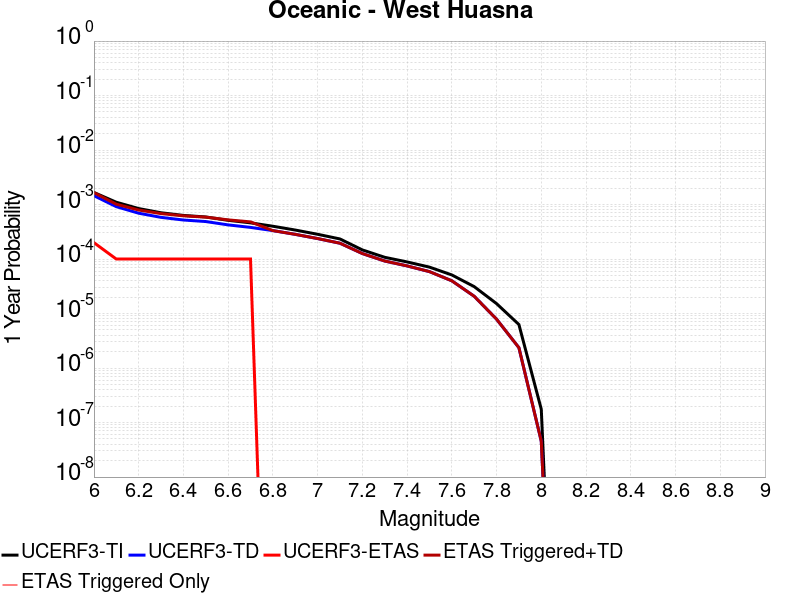 Oceanic - West Huasna
10^0
10^-1
10^-2
10^-3
10^-4
10^-5
10^-6
10^-7
10^-8
1 Year Probability
6 6.2 6.4 6.6 6.8 7 7.2 7.4 7.6 7.8 8 8.2 8.4 8.6 8.8 9
Magnitude
UCERF3-TI UCERF3-TD UCERF3-ETAS ETAS Triggered+TD
ETAS Triggered Only